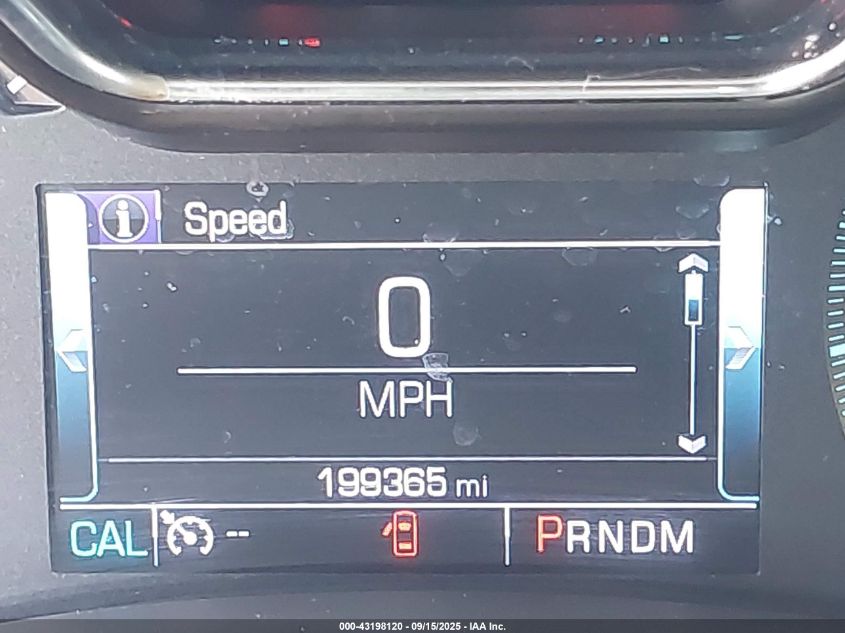 i Speed
0
MPH
199365 mi
CAL -- PRNDM
000-43198120 - 09/15/2025 - IAA Inc.